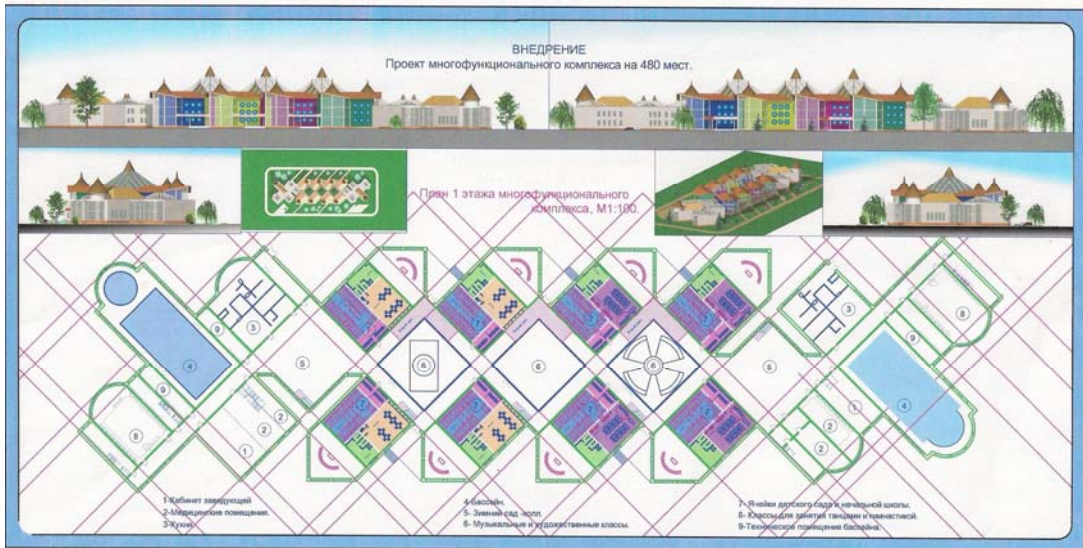 ВНЕДРЕНИЕ
Проект многофункционального комплекса на 480 мест.
План 1 этажа многофункционального
комплекса, М1:100.
1-Кабинет заведующей
2-Медицинские помещения.
3-Кухня.
4-Бассейн.
5- Зимний сад -холл.
6- Музыкальные и художественные классы.
7- Ячейки детского сада и начальной школы.
8- Классы для занятия танцами и гимнастикой.
9-Техническое помещение бассейна.